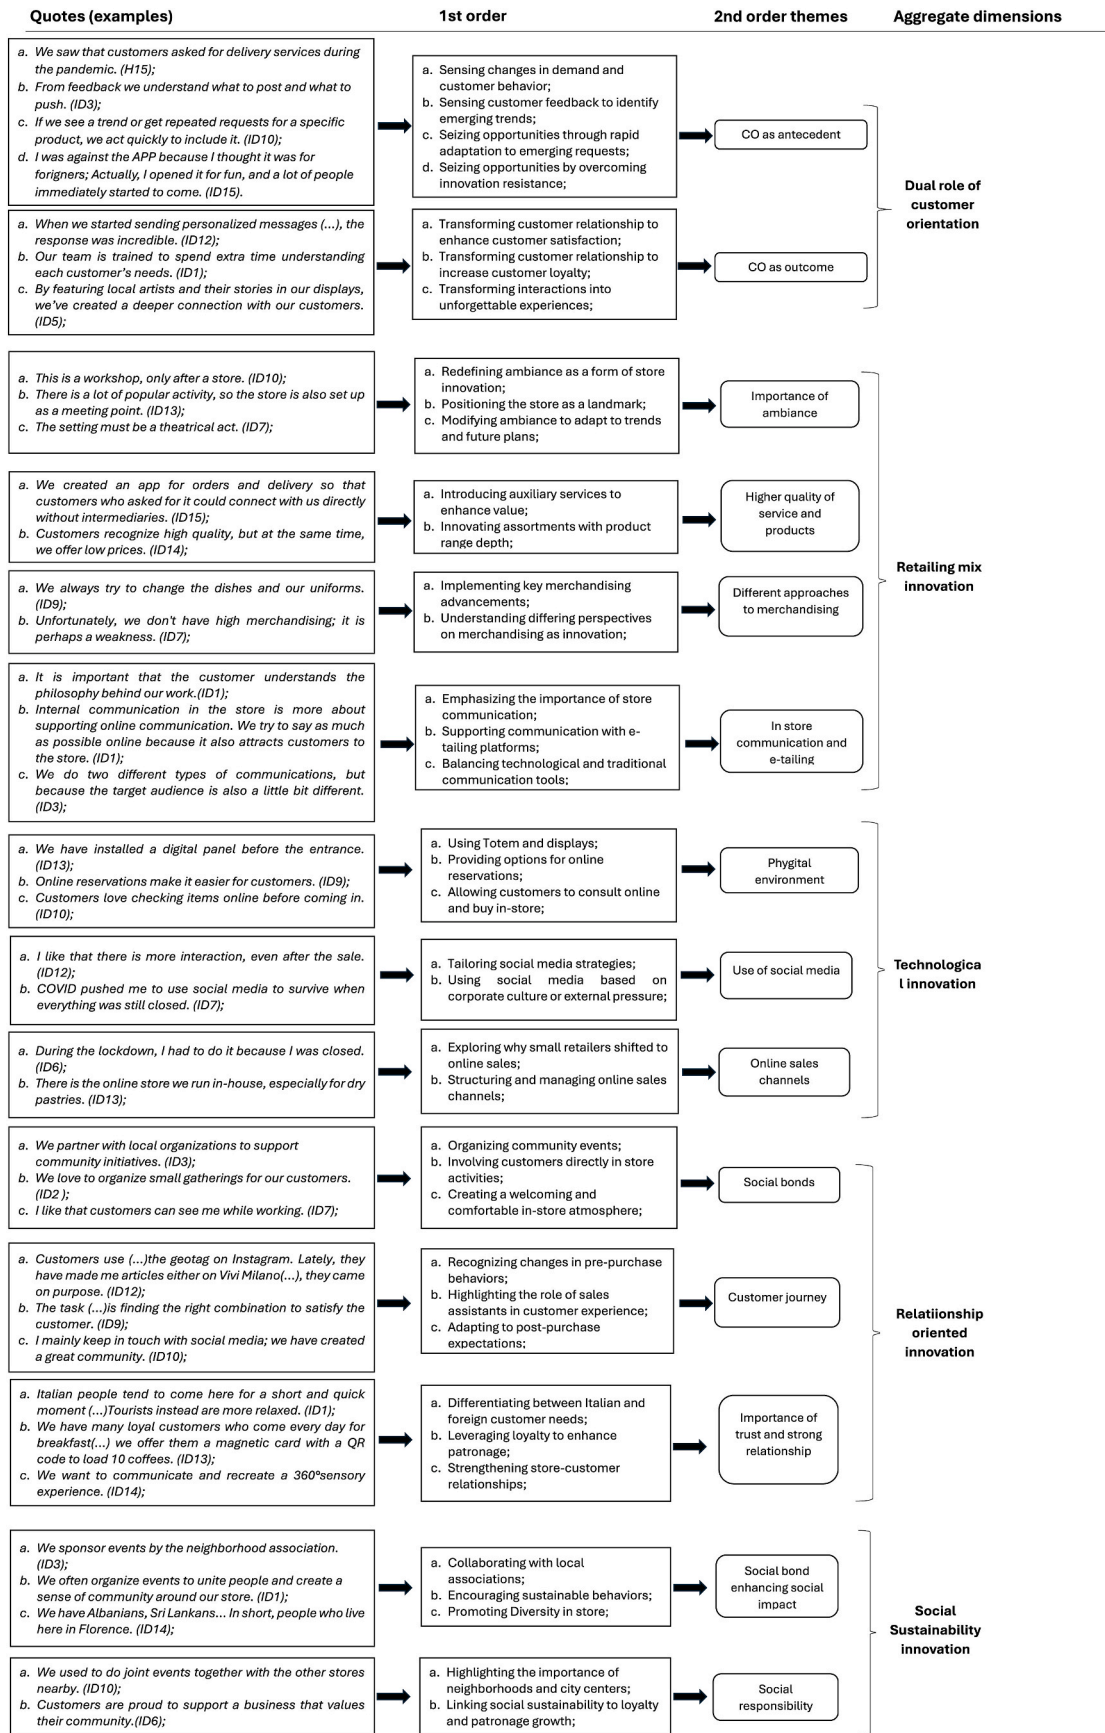 Quotes (examples)
1st order
2nd order themes
Aggregate dimensions
a. We saw that customers asked for delivery services during
the pandemic. (H15);
b. From feedback we understand what to post and what to
push. (ID3);
c. If we see a trend or get repeated requests for a specific
product, we act quickly to include it. (ID10);
d. I was against the APP because I thought it was for
forigners; Actually, I opened it for fun, and a lot of people
immediately started to come. (ID15).
a. Sensing changes in demand and
customer behavior;
b. Sensing customer feedback to identify
emerging trends;
c. Seizing opportunities through rapid
adaptation to emerging requests;
d. Seizing opportunities by overcoming
innovation resistance;
CO as antecedent
Dual role of
customer
orientation
a. When we started sending personalized messages (...), the
response was incredible. (ID12);
b. Our team is trained to spend extra time understanding
each customer's needs. (ID1);
c. By featuring local artists and their stories in our displays,
we've created a deeper connection with our customers.
(ID5);
a. Transforming customer relationship to
enhance customer satisfaction;
b. Transforming customer relationship to
increase customer loyalty;
c. Transforming interactions into
unforgettable experiences;
CO as outcome
a. This is a workshop, only after a store. (ID10);
b. There is a lot of popular activity, so the store is also set up
as a meeting point. (ID13);
c. The setting must be a theatrical act. (ID7);
a. Redefining ambiance as a form of store
innovation;
b. Positioning the store as a landmark;
c. Modifying ambiance to adapt to trends
and future plans;
Importance of
ambiance
a. We created an app for orders and delivery so that
customers who asked for it could connect with us directly
without intermediaries. (ID15);
b. Customers recognize high quality, but at the same time,
we offer low prices. (ID14);
a. Introducing auxiliary services to
enhance value;
b. Innovating assortments with product
range depth;
Higher quality of
service and
products
Retailing mix
innovation
a. We always try to change the dishes and our uniforms.
(ID9);
b. Unfortunately, we don't have high merchandising; it is
perhaps a weakness. (ID7);
a. Implementing key merchandising
advancements;
b. Understanding differing perspectives
on merchandising as innovation;
Different approaches
to merchandising
a. It is important that the customer understands the
philosophy behind our work.(ID1);
b. Internal communication in the store is more about
supporting online communication. We try to say as much
as possible online because it also attracts customers to
the store. (ID1);
c. We do two different types of communications, but
because the target audience is also a little bit different.
(ID3);
a. Emphasizing the importance of store
communication;
b. Supporting communication with e-
tailing platforms;
c. Balancing technological and traditional
communication tools;
In store
communication and
e-tailing
a. We have installed a digital panel before the entrance.
(ID13);
b. Online reservations make it easier for customers. (ID9);
c. Customers love checking items online before coming in.
(ID10);
a. Using Totem and displays;
b. Providing options for online
reservations;
c. Allowing customers to consult online
and buy in-store;
Phygital
environment
a. I like that there is more interaction, even after the sale.
(ID12);
b. COVID pushed me to use social media to survive when
everything was still closed. (ID7);
a. Tailoring social media strategies;
b. Using social media based on
corporate culture or external pressure;
Use of social media
Technologica
l innovation
a. During the lockdown, I had to do it because I was closed.
(ID6);
b. There is the online store we run in-house, especially for dry
pastries. (ID13);
a. Exploring why small retailers shifted to
online sales;
b. Structuring and managing online sales
channels;
Online sales
channels
a. We partner with local organizations to support
community initiatives. (ID3);
b. We love to organize small gatherings for our customers.
(ID2 );
c. I like that customers can see me while working. (ID7);
a. Organizing community events;
b. Involving customers directly in store
activities;
c. Creating a welcoming and
comfortable in-store atmosphere;
Social bonds
a. Customers use (...)the geotag on Instagram. Lately, they
have made me articles either on Vivi Milano(...), they came
on purpose. (ID12);
b. The task (...)is finding the right combination to satisfy the
customer. (ID9);
c. I mainly keep in touch with social media; we have created
a great community. (ID10);
a. Recognizing changes in pre-purchase
behaviors;
b. Highlighting the role of sales
assistants in customer experience;
c. Adapting to post-purchase
expectations;
Customer journey
Relatiionship
oriented
innovation
a. Italian people tend to come here for a short and quick
moment (...)Tourists instead are more relaxed. (ID1);
b. We have many loyal customers who come every day for
breakfast(...) we offer them a magnetic card with a QR
code to load 10 coffees. (ID13);
c. We want to communicate and recreate a 360°sensory
experience. (ID14);
a. Differentiating between Italian and
foreign customer needs;
b. Leveraging loyalty to enhance
patronage;
c. Strengthening store-customer
relationships;
Importance of
trust and strong
relationship
a. We sponsor events by the neighborhood association.
(ID3);
b. We often organize events to unite people and create a
sense of community around our store. (ID1);
c. We have Albanians, Sri Lankans... In short, people who live
here in Florence. (ID14);
a. Collaborating with local
associations;
b. Encouraging sustainable behaviors;
c. Promoting Diversity in store;
Social bond
enhancing social
impact
Social
Sustainability
innovation
a. We used to do joint events together with the other stores
nearby. (ID10);
b. Customers are proud to support a business that values
their community.(ID6);
a. Highlighting the importance of
neighborhoods and city centers;
b. Linking social sustainability to loyalty
and patronage growth;
Social
responsibility